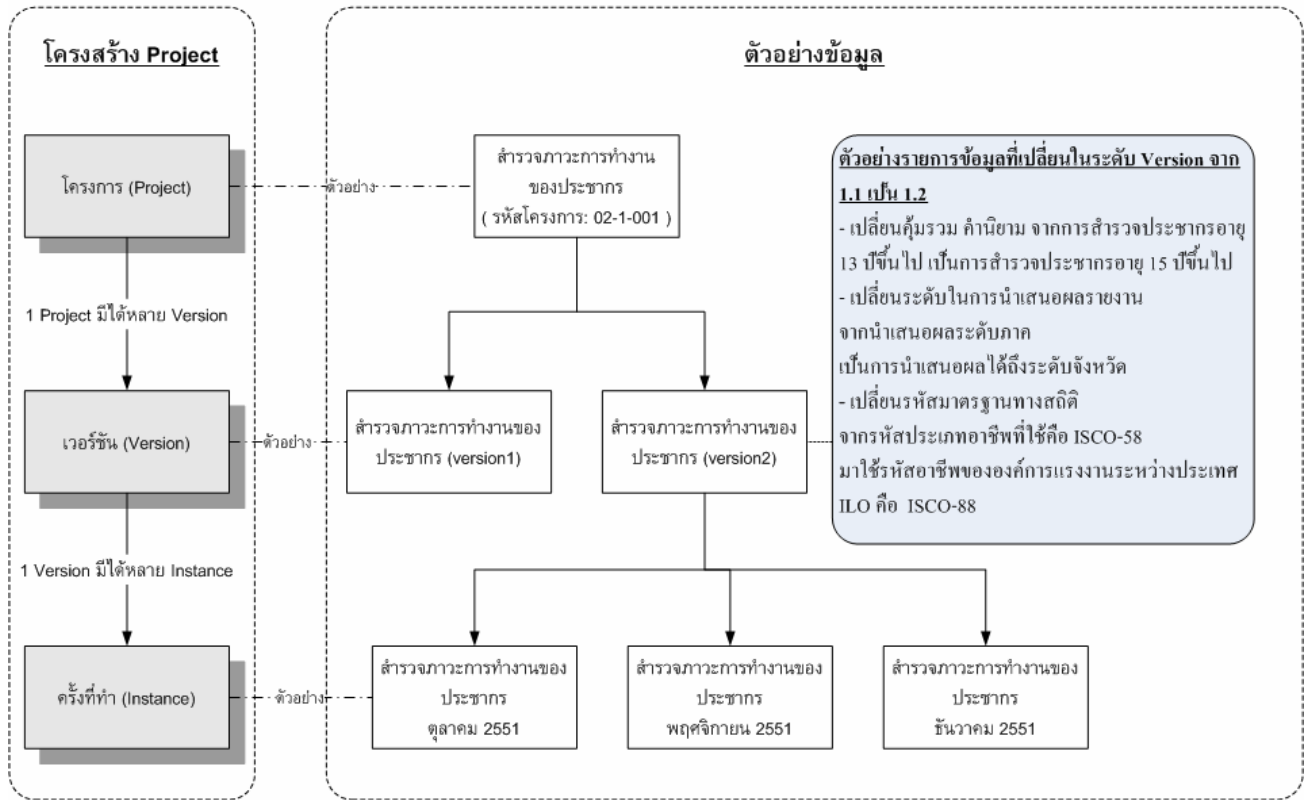 โครงสร้าง Project
โครงการ (Project)
1 Project มีได้หลาย Version
เวอร์ชัน (Version)
1 Version มีได้หลาย Instance
ครั้งที่ทำ (Instance)
ตัวอย่างข้อมูล
ตัวอย่าง
สำรวจภาวะการทำงาน
ของประชากร
( รหัสโครงการ: 02-1-001 )
ตัวอย่าง
สำรวจภาวะการทำงานของ
ประชากร (version1)
สำรวจภาวะการทำงานของ
ประชากร (version2)
ตัวอย่างรายการข้อมูลที่เปลี่ยนในระดับ Version จาก
1.1 เป็น 1.2
- เปลี่ยนคุ้มรวม คำนิยาม จากการสำรวจประชากรอายุ
13 ปีขึ้นไป เป็นการสำรวจประชากรอายุ 15 ปีขึ้นไป
- เปลี่ยนระดับในการนำเสนอผลรายงาน
จากนำเสนอผลระดับภาค
เป็นการนำเสนอผลได้ถึงระดับจังหวัด
- เปลี่ยนรหัสมาตรฐานทางสถิติ
จากรหัสประเภทอาชีพที่ใช้คือ ISCO-58
มาใช้รหัสอาชีพขององค์การแรงงานระหว่างประเทศ
ILO คือ ISCO-88
ตัวอย่าง
สำรวจภาวะการทำงานของ
ประชากร
ตุลาคม 2551
สำรวจภาวะการทำงานของ
ประชากร
พฤศจิกายน 2551
สำรวจภาวะการทำงานของ
ประชากร
ธันวาคม 2551